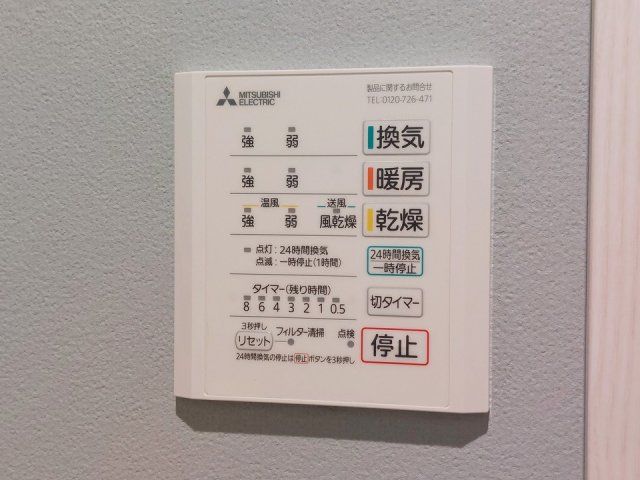 MITSUBISHI
ELECTRIC
製品に関するお問合せ
TEL:0120-726-471
強 弱 換気
強 弱 暖房
温風 送風
強 弱 風乾燥 乾燥
点灯:24時間換気
点滅:一時停止(1時間)
24時間換気
一時停止
タイマー(残り時間)
8 6 4 3 2 1 0.5
切タイマー
3秒押し
リセット フィルター清掃 点検
停止
24時間換気の停止は停止ボタンを3秒押し